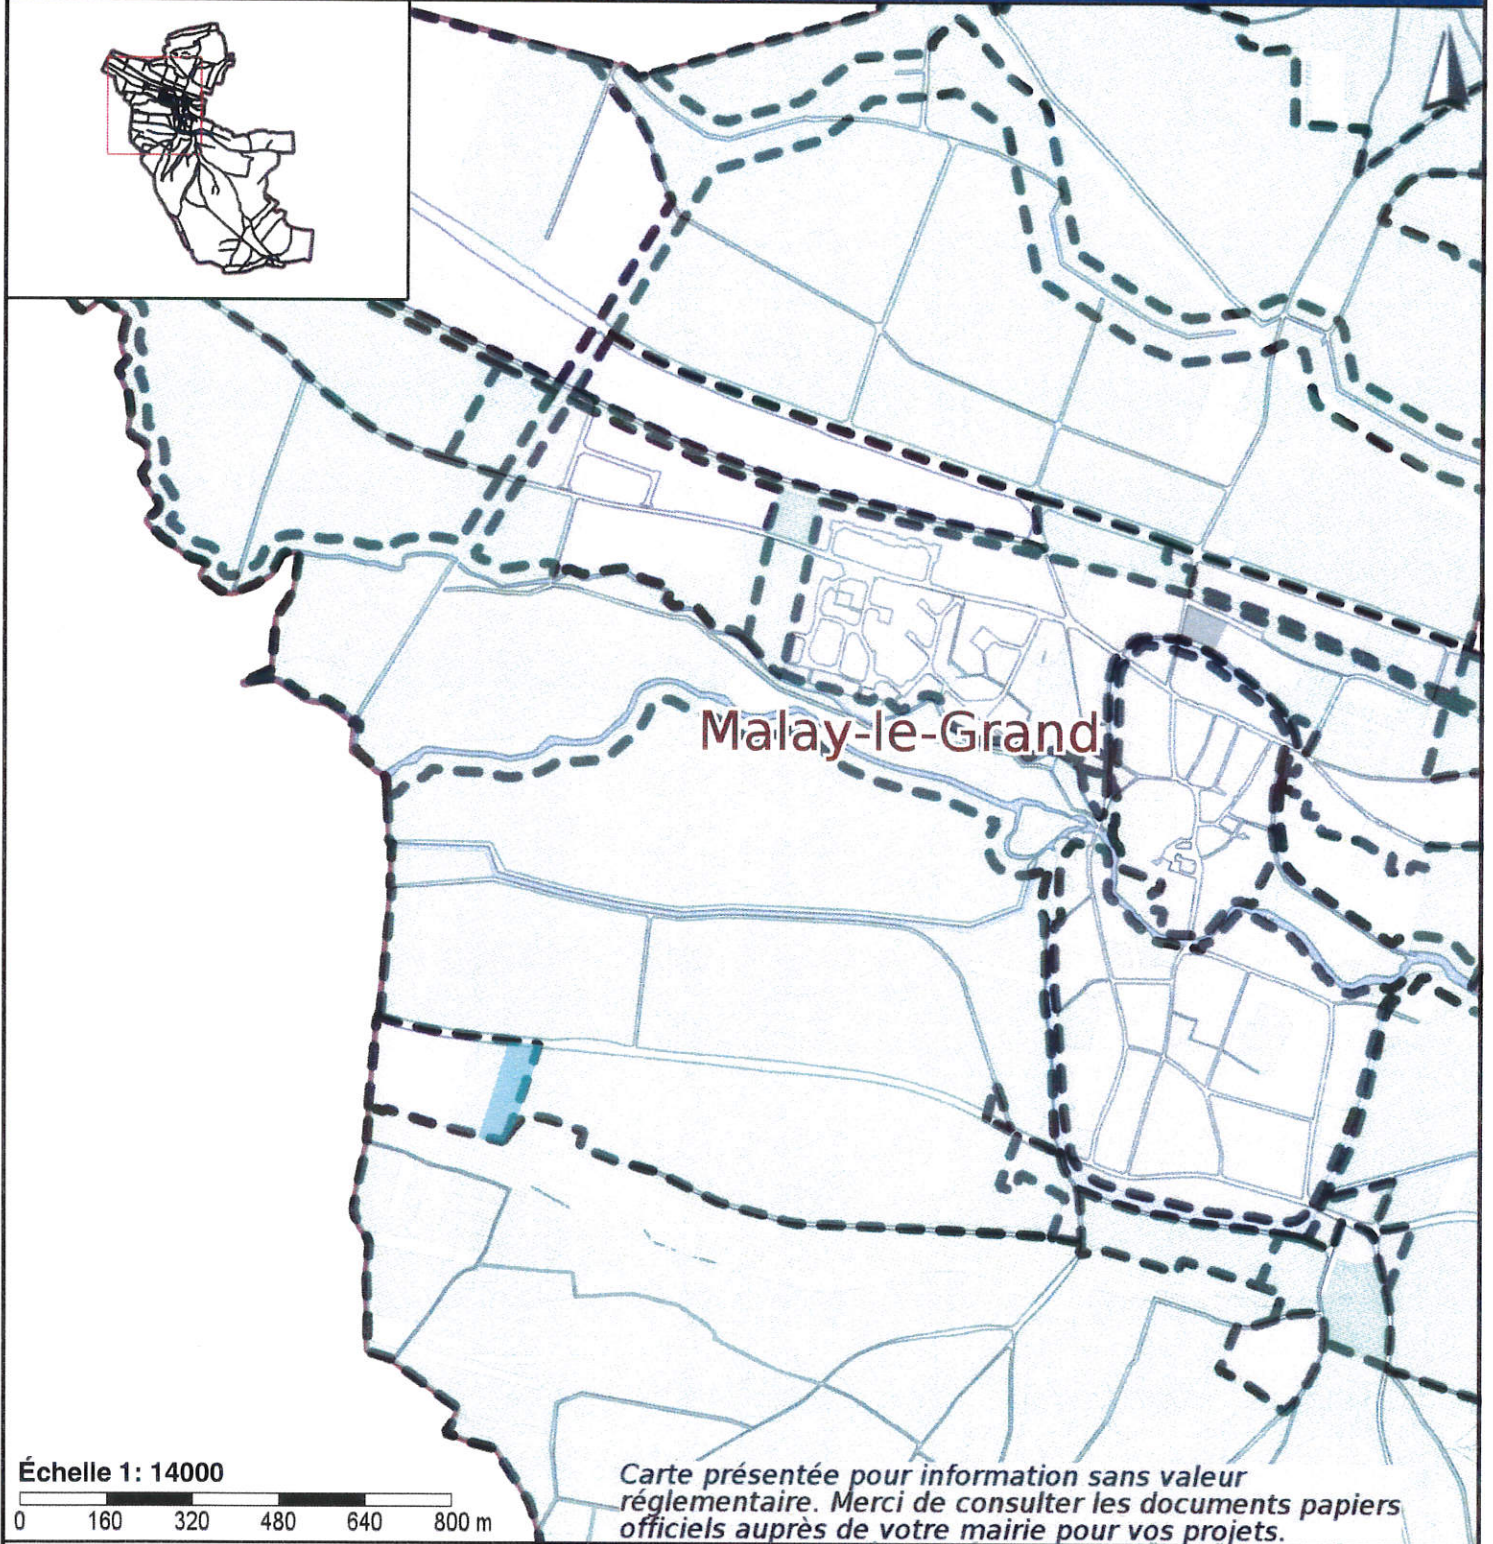 Malay-le-Grand
Échelle 1: 14000
0 160 320 480 640 800 m
Carte présentée pour information sans valeur
réglementaire. Merci de consulter les documents papiers
officiels auprès de votre mairie pour vos projets.